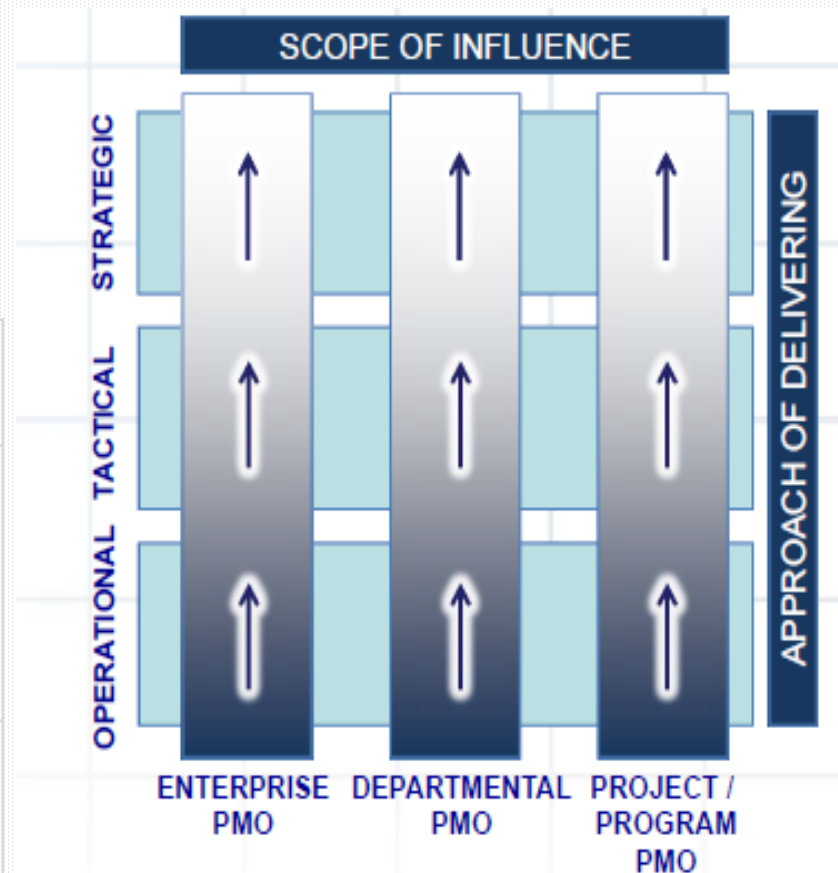 SCOPE OF INFLUENCE
STRATEGIC
TACTICAL
OPERATIONAL
APPROACH OF DELIVERING
ENTERPRISE
PMO
DEPARTMENTAL
PMO
PROJECT /
PROGRAM
PMO